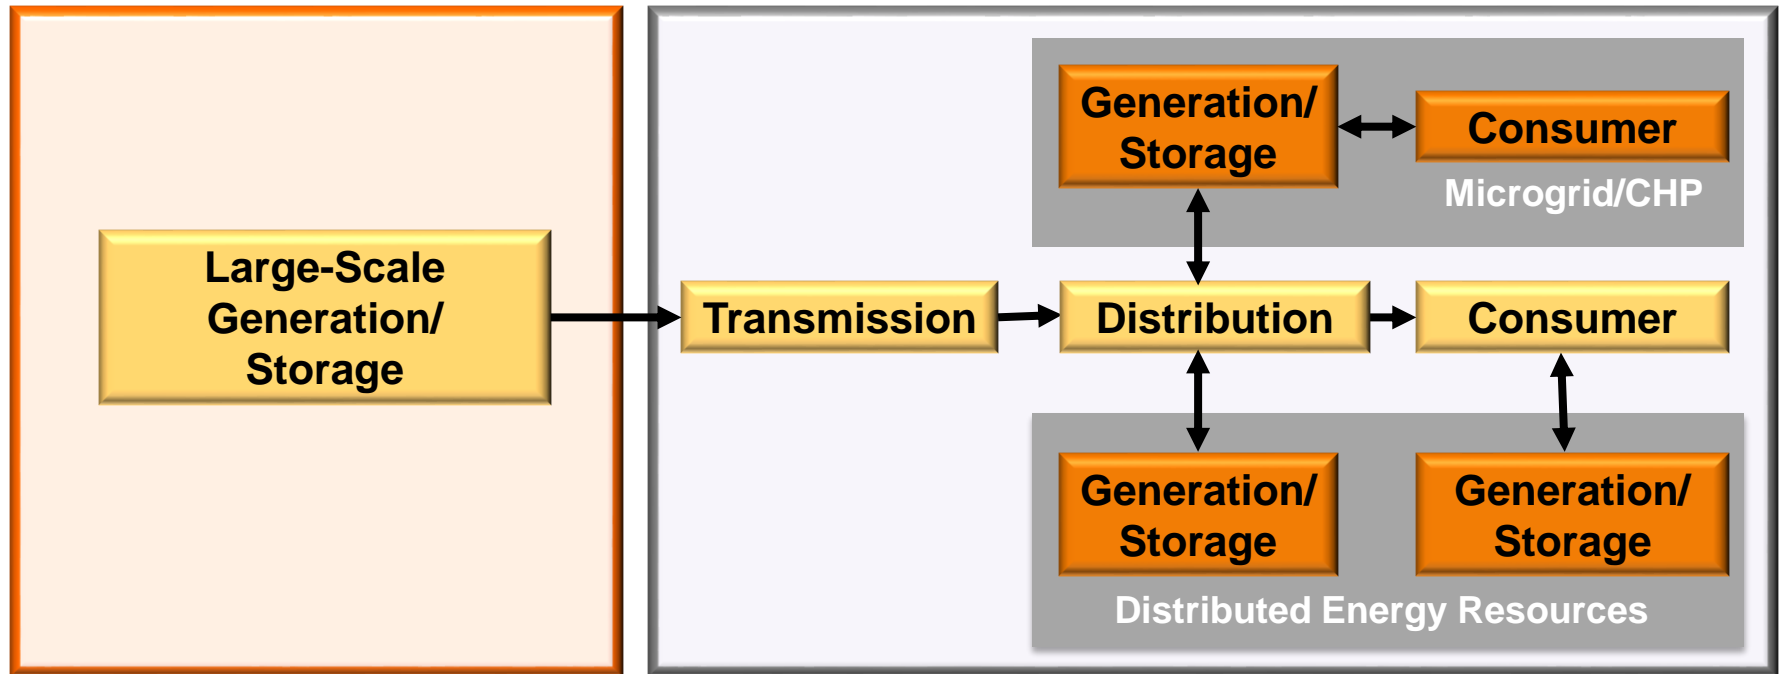 Large-Scale
Generation/
Storage
Transmission
Distribution
Consumer
Generation/
Storage
Consumer
Microgrid/CHP
Generation/
Storage
Generation/
Storage
Distributed Energy Resources